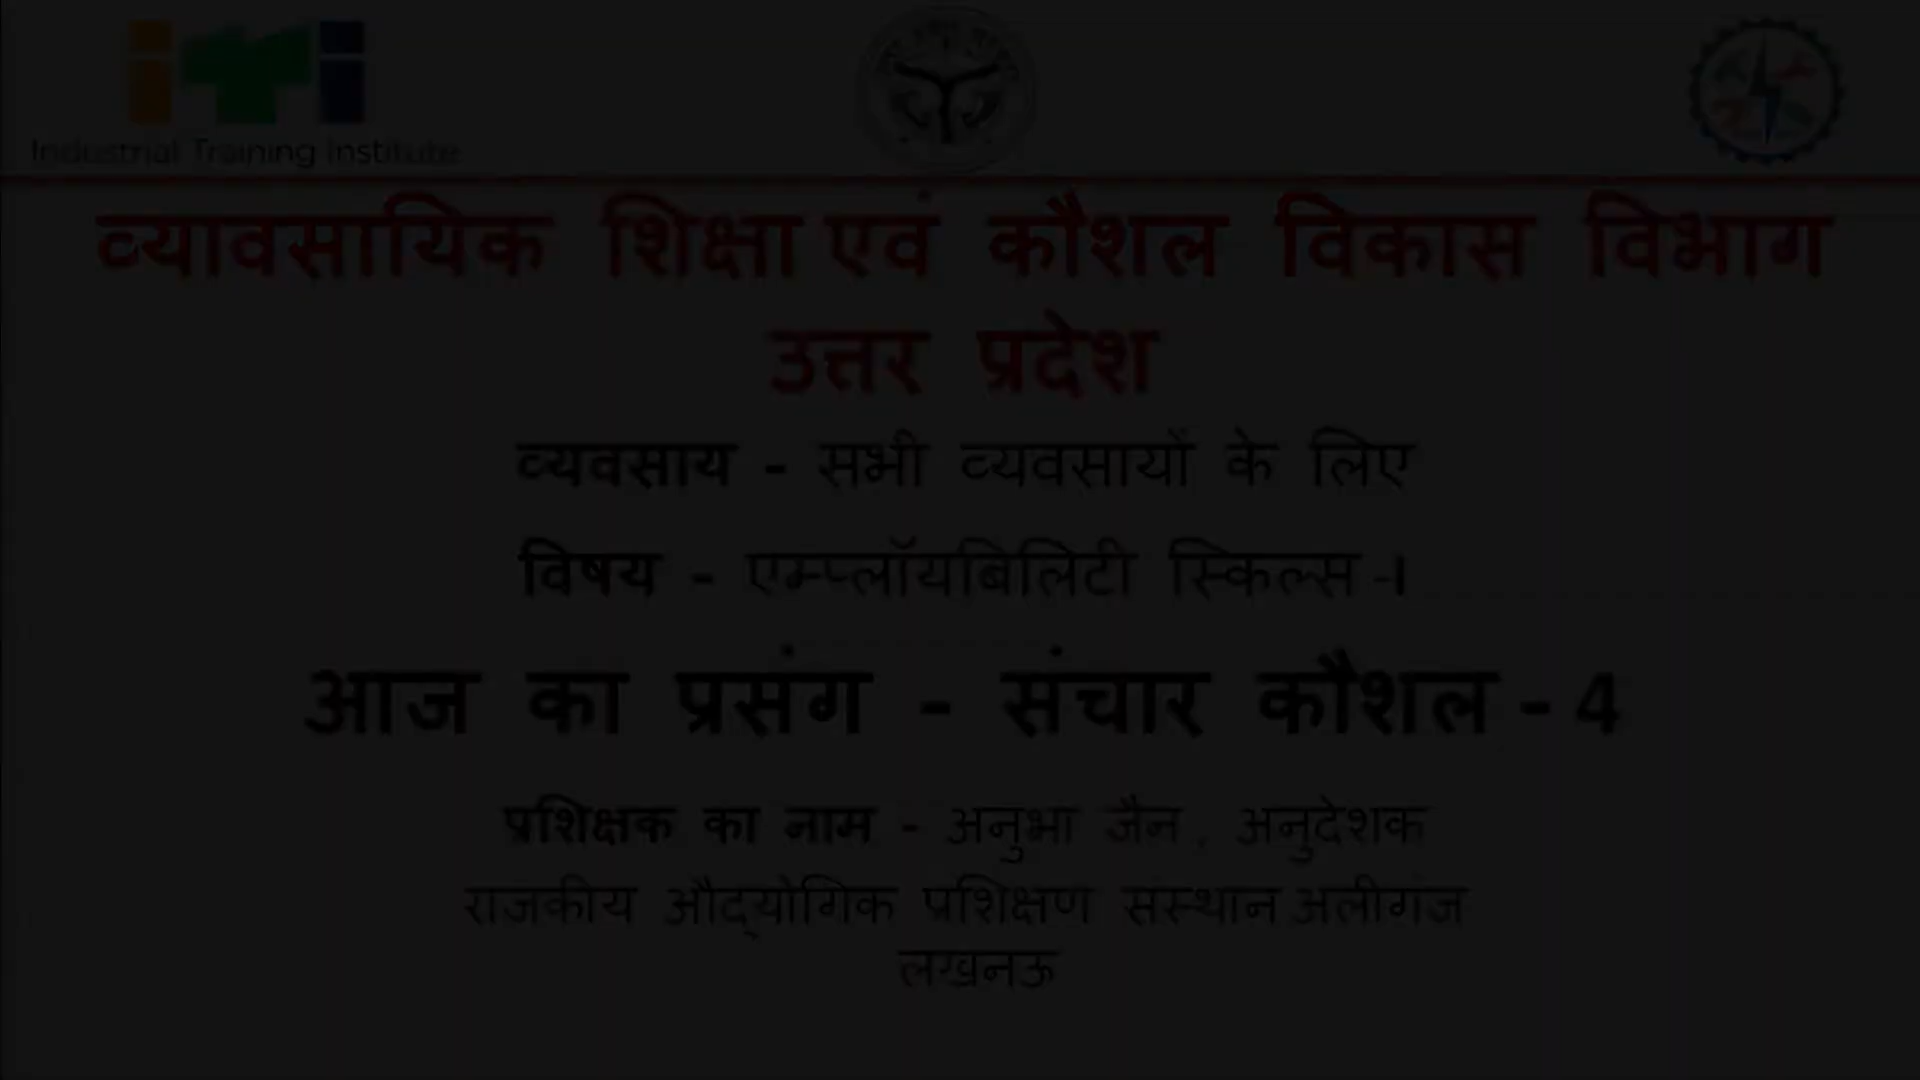 Industrial Training Institute
व्यावसायिक शिक्षा एवं कौशल विकास विभाग
उत्तर प्रदेश
व्यवसाय - सभी व्यवसायों के लिए
विषय - एम्प्लॉयबिलिटी स्किल्स -I
आज का प्रसंग - संचार कौशल - 4
प्रशिक्षक का नाम - अनुभा जैन , अनुदेशक
राजकीय औद्योगिक प्रशिक्षण संस्थान अलीगंज
लखनऊ